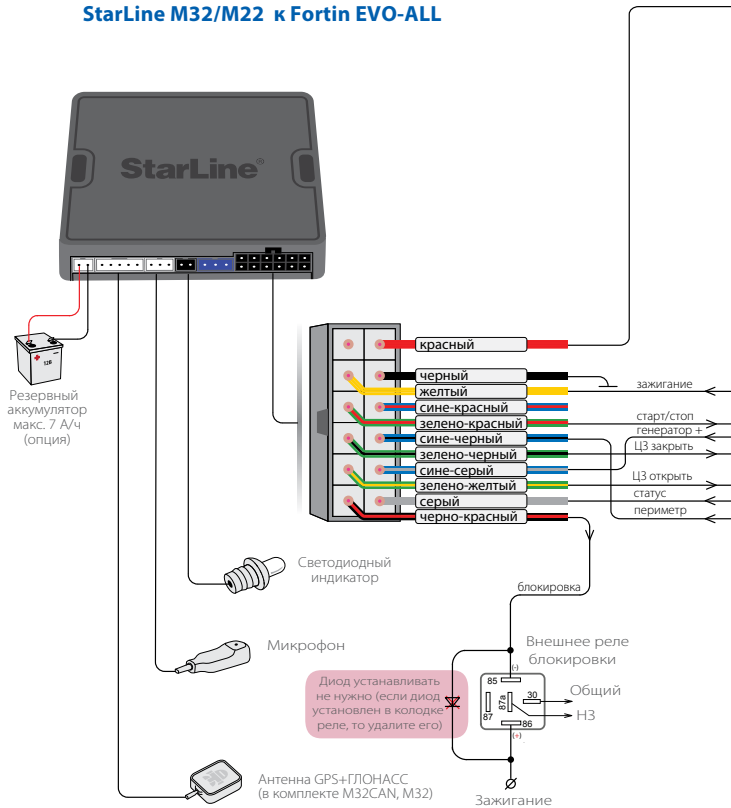 StarLine M32/M22 к Fortin EVO-ALL
StarLine®
12В
Резервный
аккумулятор
макс. 7 А/ч
(опция)
красный
черный
желтый
сине-красный
зелено-красный
сине-черный
зелено-черный
сине-серый
зелено-желтый
серый
черно-красный
зажигание
старт/стоп
генератор +
ЦЗ закрыть
ЦЗ открыть
статус
периметр
Светодиодный
индикатор
блокировка
Микрофон
Внешнее реле
блокировки
Диод устанавливать
не нужно (если диод
установлен в колодке
реле, то удалите его)
(-)
85
87
87a
30
86
(+)
Общий
НЗ
Антенна GPS+ГЛОНАСС
(в комплекте M32CAN, M32)
Зажигание